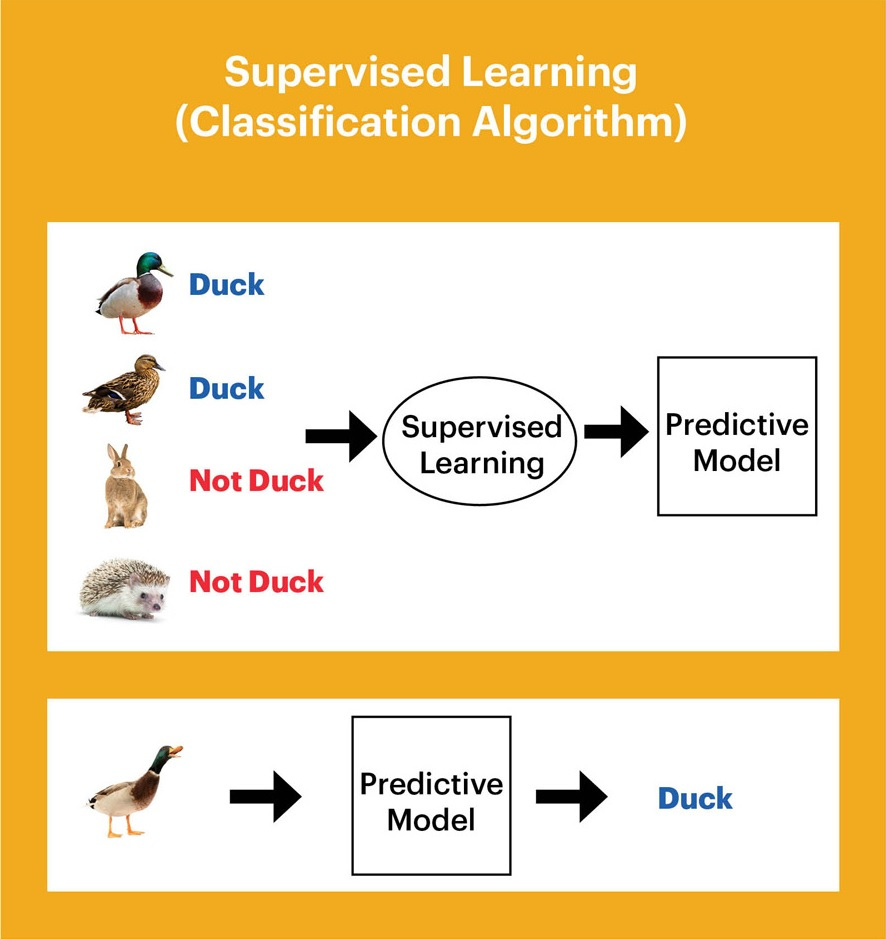 Supervised Learning
(Classification Algorithm)
Duck
Duck
Not Duck
Not Duck
Supervised
Learning
Predictive
Model
Predictive
Model
Duck